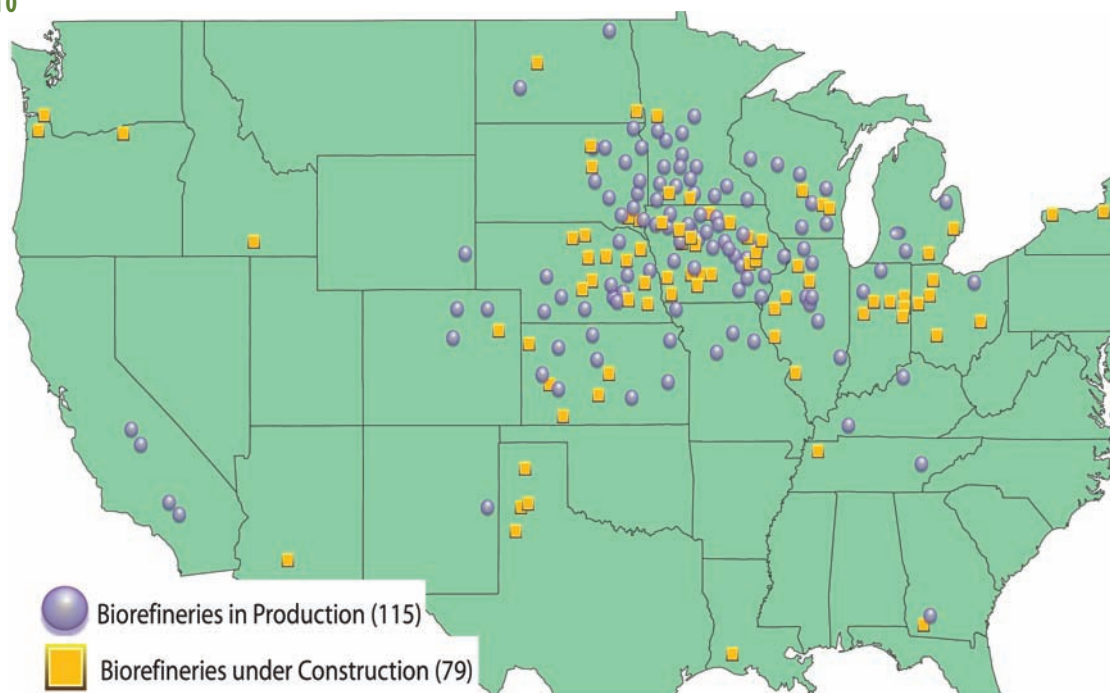 Biorefineries in Production (115)
Biorefineries under Construction (79)